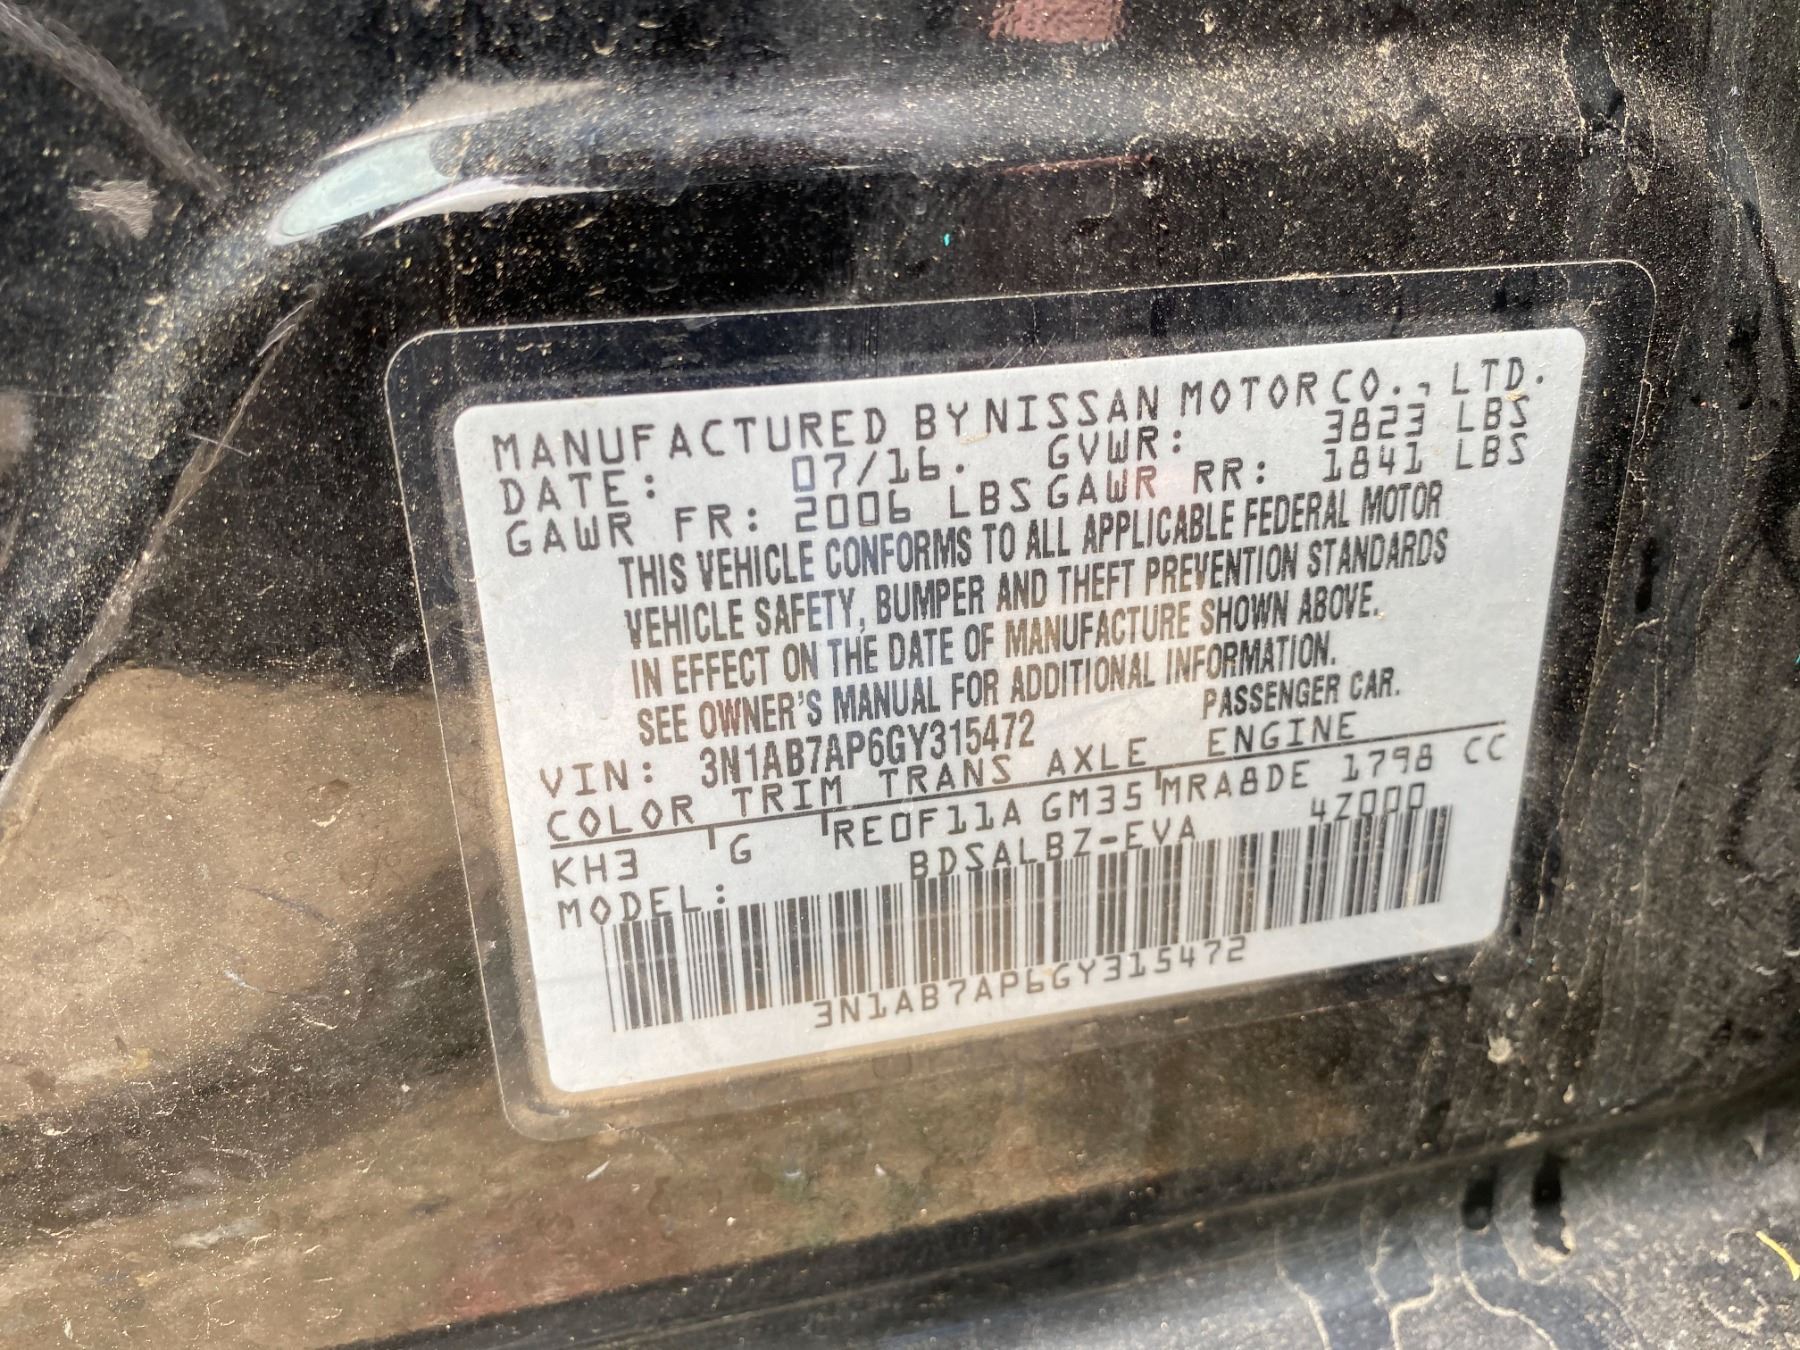 MANUFACTURED BY NISSAN MOTOR CO., LTD.
DATE: 07/16. GVWR: 3823 LBS
GAWR FR: 2006 LBS GAWR RR: 1841 LBS
THIS VEHICLE CONFORMS TO ALL APPLICABLE FEDERAL MOTOR
VEHICLE SAFETY, BUMPER AND THEFT PREVENTION STANDARDS
IN EFFECT ON THE DATE OF MANUFACTURE SHOWN ABOVE.
SEE OWNER'S MANUAL FOR ADDITIONAL INFORMATION.
VIN: 3N1AB7AP6GY315472 PASSENGER CAR.
COLOR TRIM TRANS AXLE ENGINE
KH3 G RE0F11A GM35 MRA8DE 1798 CC
MODEL: BDSALBZ-EVA 4Z000
3N1AB7AP6GY315472